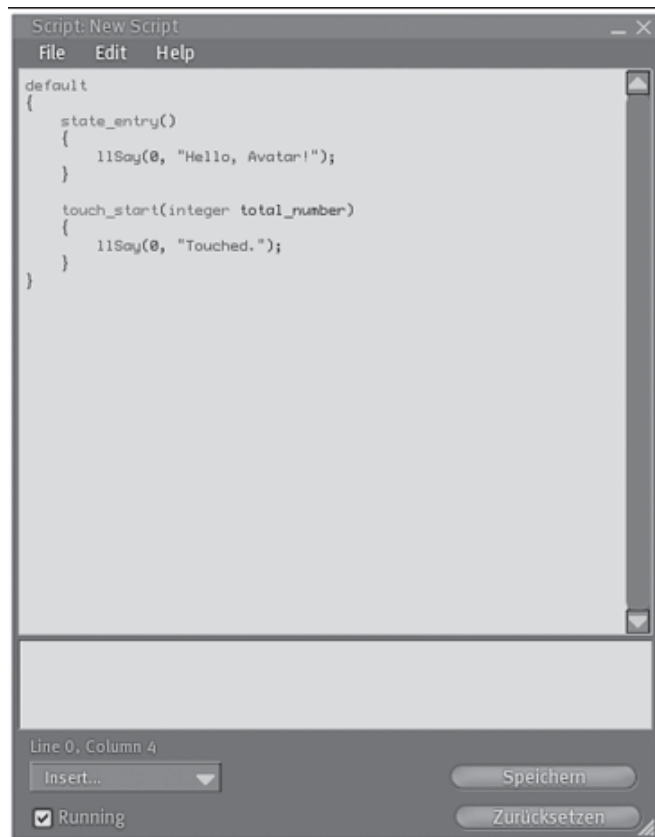 Script: New Script
File Edit Help
default
{
    state_entry()
    {
        llSay(0, "Hello, Avatar!");
    }

    touch_start(integer total_number)
    {
        llSay(0, "Touched.");
    }
}
Line 0, Column 4
Insert...
Speichern
Running
Zurücksetzen